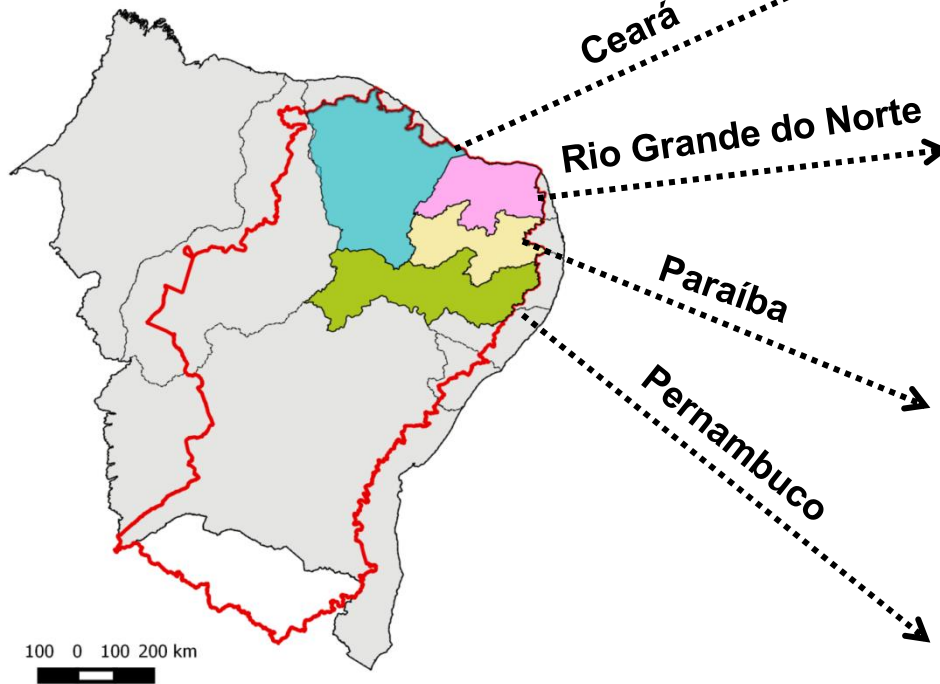 Ceará
Rio Grande do Norte
Paraíba
Pernambuco
100 0 100 200 km